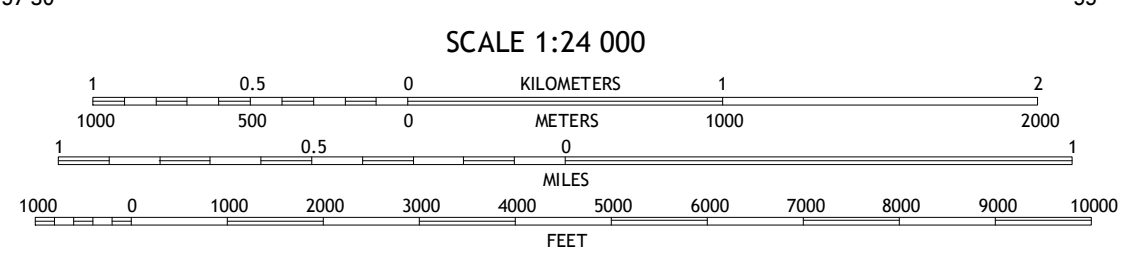 SCALE 1:24 000
1 0.5 0 KILOMETERS 1 2
1000 500 0 METERS 1000 2000
1 0.5 0 1
MILES
1000 0 1000 2000 3000 4000 5000 6000 7000 8000 9000 10000
FEET